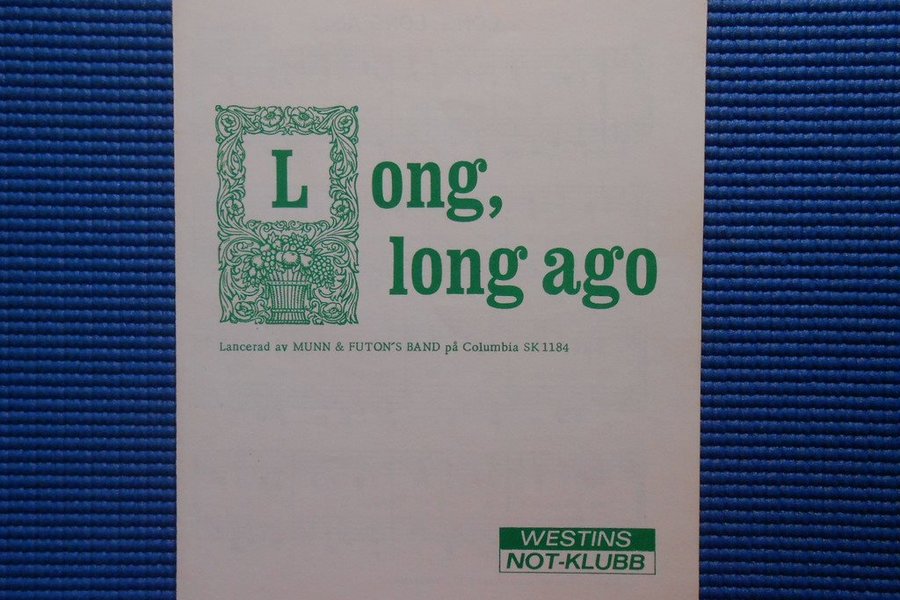 Long,
long ago
Lancerad av MUNN & FUTON'S BAND på Columbia SK 1184
WESTINS
NOT-KLUBB